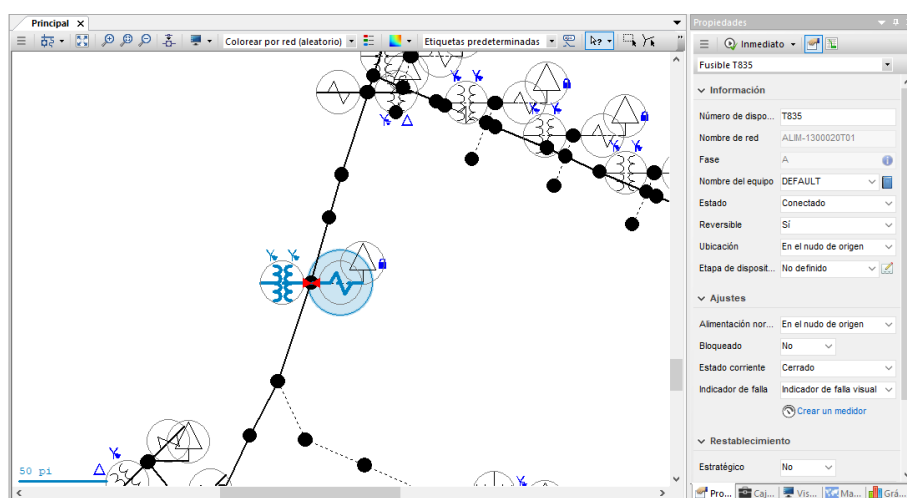 Principal
Propiedades
Colorear por red (aleatorio)
Etiquetas predeterminadas
Inmediato
Fusible T835
Información
Número de dispo... T835
Nombre de red ALIM-1300020T01
Fase A
Nombre del equipo DEFAULT
Estado Conectado
Reversible Sí
Ubicación En el nudo de origen
Etapa de disposit... No definido
Ajustes
Alimentación nor... En el nudo de origen
Bloqueado No
Estado corriente Cerrado
Indicador de falla Indicador de falla visual
Crear un medidor
Restablecimiento
Estratégico No
50 pi
Pro... Caj... Vis... Ma... Grá...